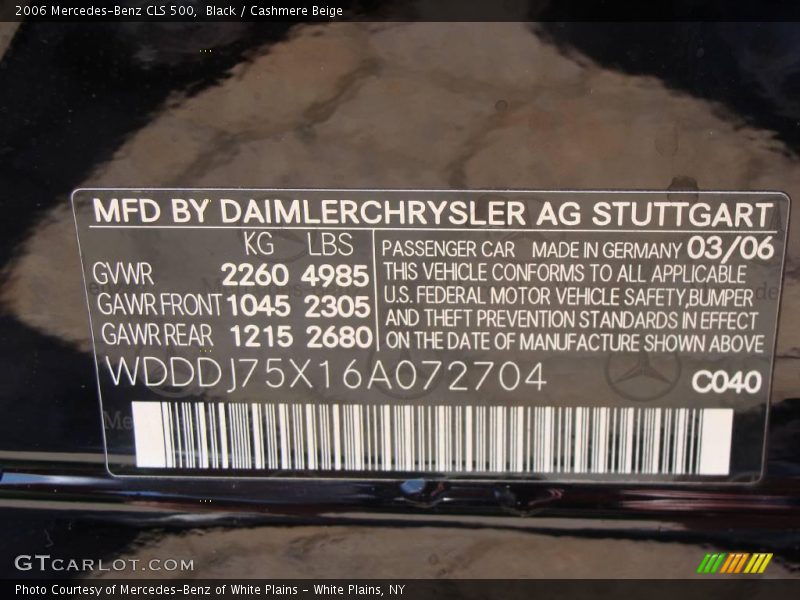 2006 Mercedes-Benz CLS 500,  Black / Cashmere Beige
MFD BY DAIMLERCHRYSLER AG STUTTGART
KG LBS
GVWR 2260 4985
GAWR FRONT 1045 2305
GAWR REAR 1215 2680
PASSENGER CAR MADE IN GERMANY 03/06
THIS VEHICLE CONFORMS TO ALL APPLICABLE
U.S. FEDERAL MOTOR VEHICLE SAFETY,BUMPER
AND THEFT PREVENTION STANDARDS IN EFFECT
ON THE DATE OF MANUFACTURE SHOWN ABOVE
WDDDJ75X16A072704
C040
GTCARLOT.COM
Photo Courtesy of Mercedes-Benz of White Plains - White Plains, NY